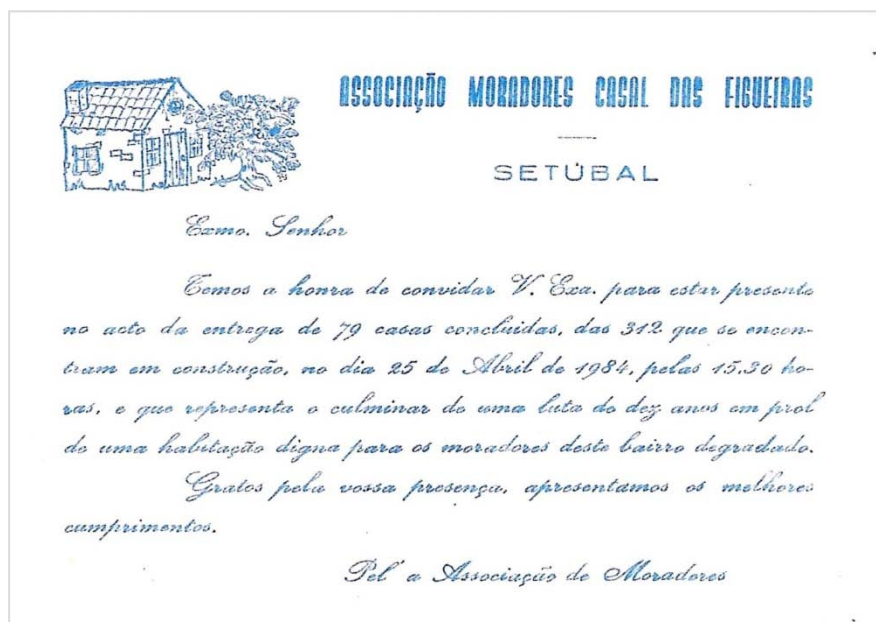 ASSOCIAÇÃO MORADORES CASAL DAS FIGUEIRAS
SETÚBAL
Exmo. Senhor
Temos a honra de convidar V. Exa. para estar presente
no acto da entrega de 79 casas concluidas, das 312 que se encon-
tram em construção, no dia 25 de Abril de 1984, pelas 15.30 ho-
ras, e que representa o culminar de uma luta de dez anos em prol
de uma habitação digna para os moradores deste bairro degradado.
Gratos pela vossa presença, apresentamos os melhores
cumprimentos.
Pel' a Associação de Moradores